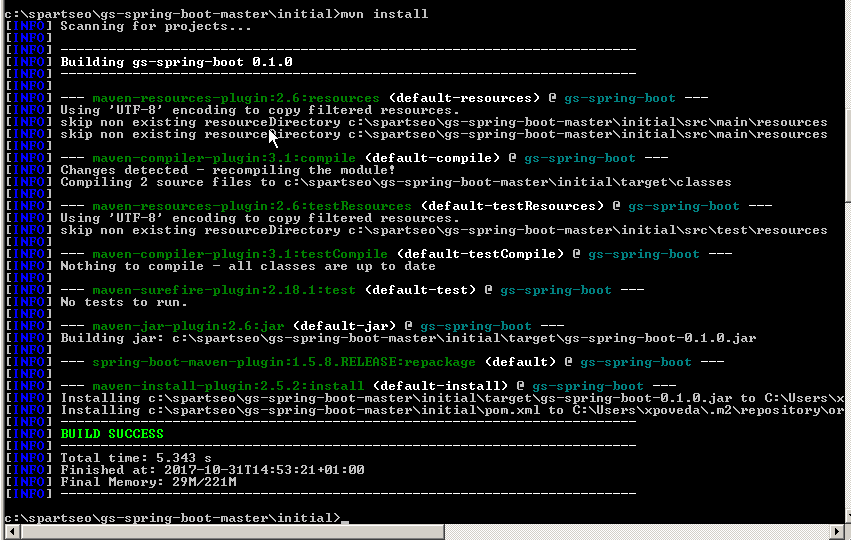 c:\spartseo\gs-spring-boot-master\initial>mvn install
[INFO] Scanning for projects...
[INFO]
[INFO] ------------------------------------------------------------------------
[INFO] Building gs-spring-boot 0.1.0
[INFO] ------------------------------------------------------------------------
[INFO]
[INFO] --- maven-resources-plugin:2.6:resources (default-resources) @ gs-spring-boot ---
[INFO] Using 'UTF-8' encoding to copy filtered resources.
[INFO] skip non existing resourceDirectory c:\spartseo\gs-spring-boot-master\initial\src\main\resources
[INFO] skip non existing resourceDirectory c:\spartseo\gs-spring-boot-master\initial\src\main\resources
[INFO]
[INFO] --- maven-compiler-plugin:3.1:compile (default-compile) @ gs-spring-boot ---
[INFO] Changes detected - recompiling the module!
[INFO] Compiling 2 source files to c:\spartseo\gs-spring-boot-master\initial\target\classes
[INFO]
[INFO] --- maven-resources-plugin:2.6:testResources (default-testResources) @ gs-spring-boot ---
[INFO] Using 'UTF-8' encoding to copy filtered resources.
[INFO] skip non existing resourceDirectory c:\spartseo\gs-spring-boot-master\initial\src\test\resources
[INFO]
[INFO] --- maven-compiler-plugin:3.1:testCompile (default-testCompile) @ gs-spring-boot ---
[INFO] Nothing to compile - all classes are up to date
[INFO]
[INFO] --- maven-surefire-plugin:2.18.1:test (default-test) @ gs-spring-boot ---
[INFO] No tests to run.
[INFO]
[INFO] --- maven-jar-plugin:2.6:jar (default-jar) @ gs-spring-boot ---
[INFO] Building jar: c:\spartseo\gs-spring-boot-master\initial\target\gs-spring-boot-0.1.0.jar
[INFO]
[INFO] --- spring-boot-maven-plugin:1.5.8.RELEASE:repackage (default) @ gs-spring-boot ---
[INFO]
[INFO] --- maven-install-plugin:2.5.2:install (default-install) @ gs-spring-boot ---
[INFO] Installing c:\spartseo\gs-spring-boot-master\initial\target\gs-spring-boot-0.1.0.jar to C:\Users\x
[INFO] Installing c:\spartseo\gs-spring-boot-master\initial\pom.xml to C:\Users\xpoveda\.m2\repository\or
[INFO] ------------------------------------------------------------------------
[INFO] BUILD SUCCESS
[INFO] ------------------------------------------------------------------------
[INFO] Total time: 5.343 s
[INFO] Finished at: 2017-10-31T14:53:21+01:00
[INFO] Final Memory: 29M/221M
[INFO] ------------------------------------------------------------------------
c:\spartseo\gs-spring-boot-master\initial>_